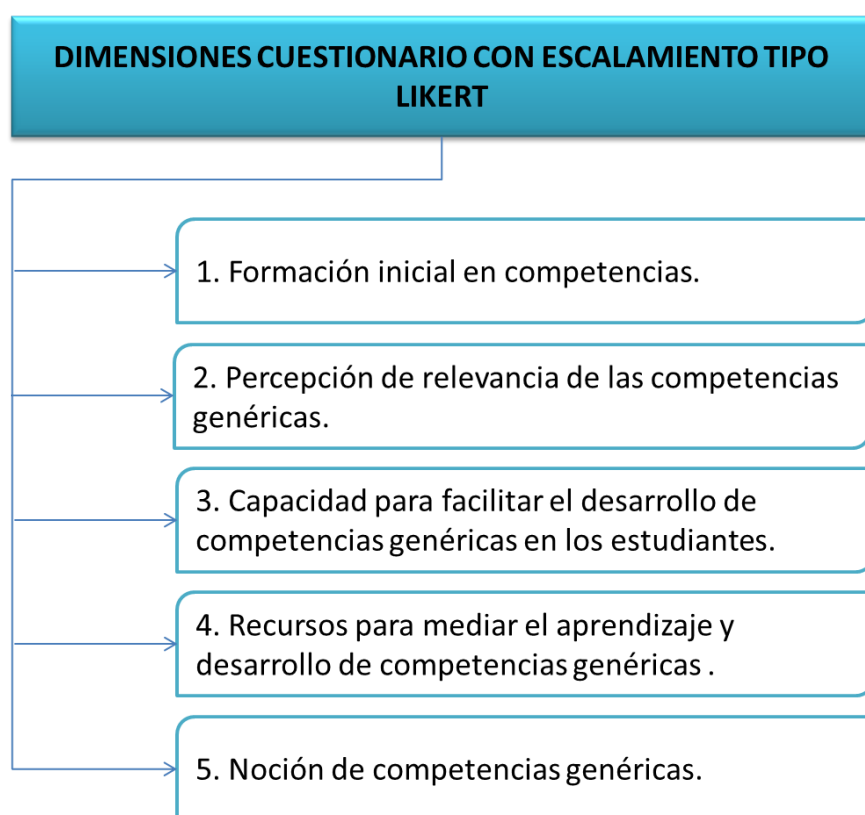 DIMENSIONES CUESTIONARIO CON ESCALAMIENTO TIPO
LIKERT
1. Formación inicial en competencias.
2. Percepción de relevancia de las competencias
genéricas.
3. Capacidad para facilitar el desarrollo de
competencias genéricas en los estudiantes.
4. Recursos para mediar el aprendizaje y
desarrollo de competencias genéricas .
5. Noción de competencias genéricas.